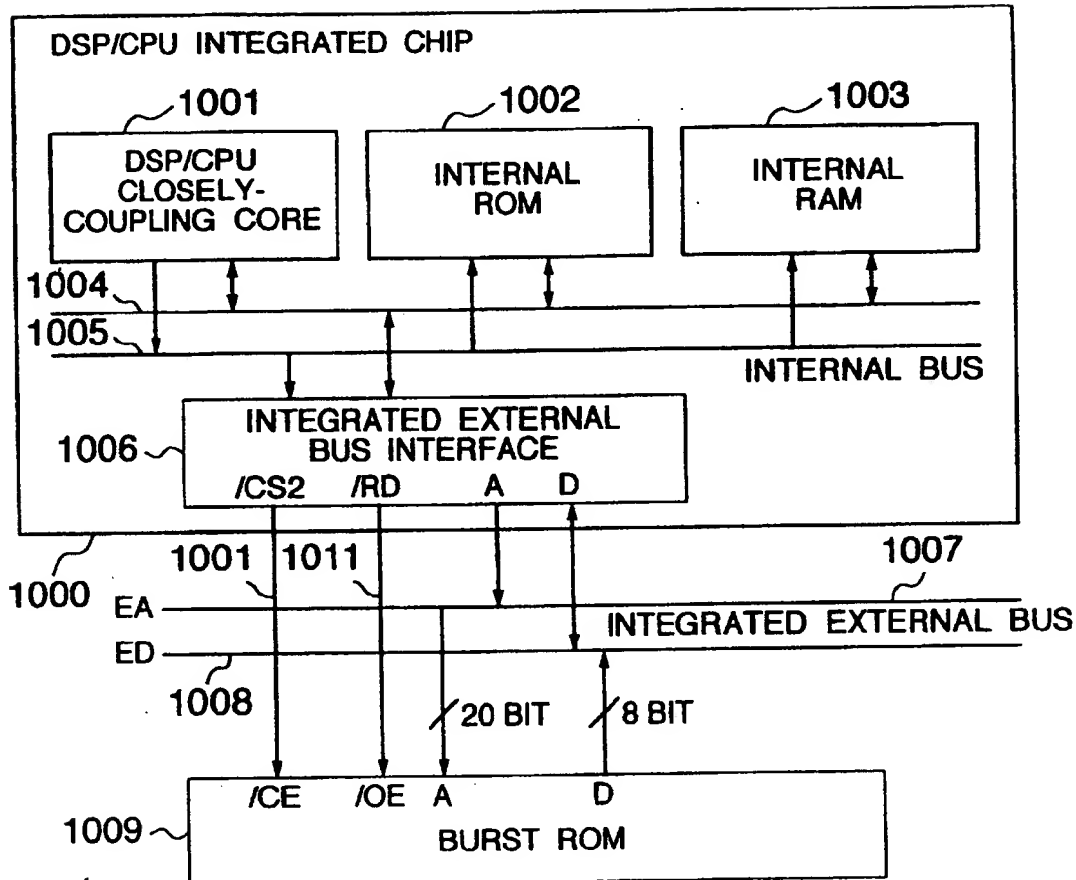 DSP/CPU INTEGRATED CHIP
1001
1002
1003
DSP/CPU
CLOSELY-
COUPLING CORE
INTERNAL
ROM
INTERNAL
RAM
1004
1005
INTERNAL BUS
1006
INTEGRATED EXTERNAL
BUS INTERFACE
/CS2 /RD A D
1000
1001
1011
1007
EA
INTEGRATED EXTERNAL BUS
ED
1008
20 BIT
8 BIT
/CE /OE A D
1009
BURST ROM